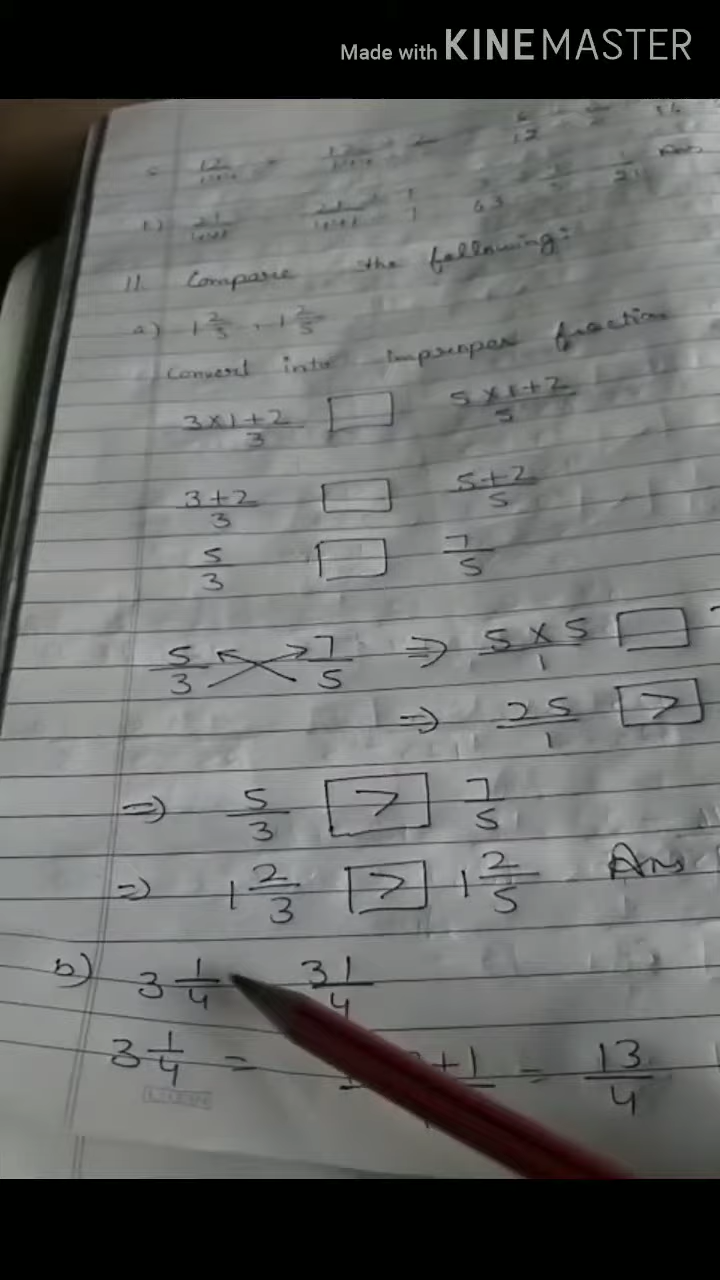 Made with KINEMASTER
11. Compare the following:
a) 1 2/3 , 1 2/5
Convert into improper fraction
3×1+2/3 □ 5×1+2/5
3+2/3 □ 5+2/5
5/3 □ 7/5
5/3 7/5 ⇒ 5×5/1 □
⇒ 25/1 >
⇒ 5/3 > 7/5
⇒ 1 2/3 > 1 2/5 Ans
b) 3 1/4 31/4
3 1/4 = +1 = 13/4